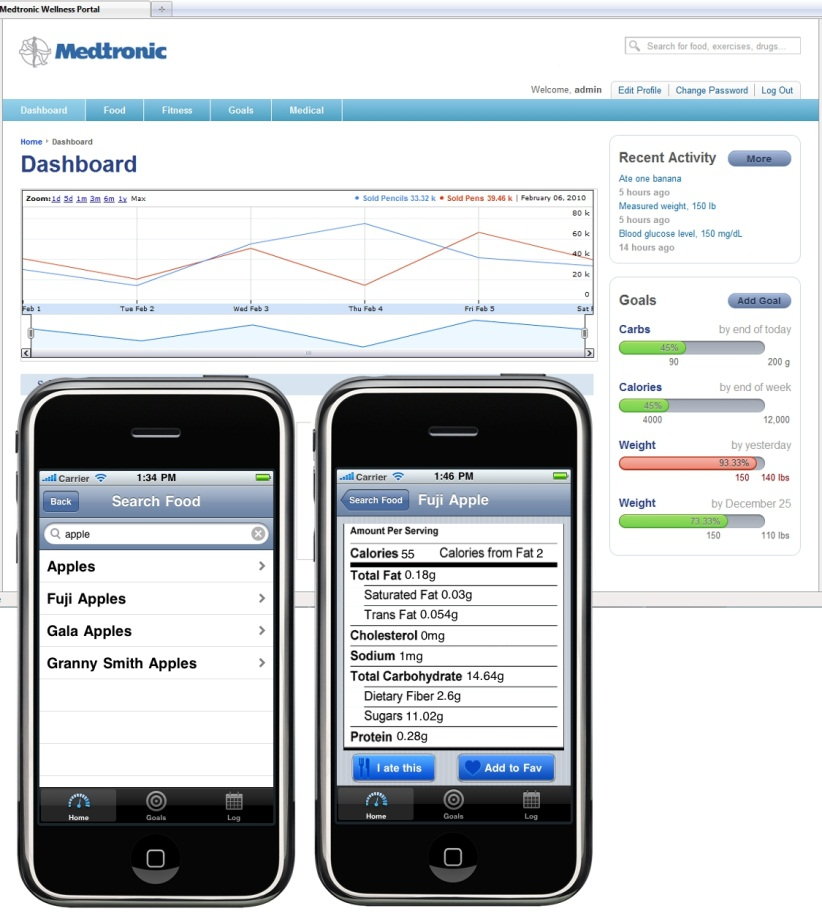 Medtronic Wellness Portal
Medtronic
Search for food, exercises, drugs...
Welcome, admin Edit Profile Change Password Log Out
Dashboard Food Fitness Goals Medical
Home Dashboard
Dashboard
Zoom: 1d 5d 1m 3m 6m 1y Max
Sold Pencils 33.32 k Sold Pens 39.46 k | February 06, 2010
80 k
60 k
40 k
20 k
0
Feb 1 Tue Feb 2 Wed Feb 3 Thu Feb 4 Fri Feb 5 Sat
Recent Activity More
Ate one banana
5 hours ago
Measured weight, 150 lb
5 hours ago
Blood glucose level, 150 mg/dL
14 hours ago
Goals Add Goal
Carbs by end of today
45%
90 200 g
Calories by end of week
45%
4000 12,000
Weight by yesterday
93.33%
150 140 lbs
Weight by December 25
73.33%
150 110 lbs
Carrier 1:34 PM
Back Search Food
apple
Apples
Fuji Apples
Gala Apples
Granny Smith Apples
Home Goals Log
Carrier 1:46 PM
Search Food Fuji Apple
Amount Per Serving
Calories 55 Calories from Fat 2
Total Fat 0.18g
Saturated Fat 0.03g
Trans Fat 0.054g
Cholesterol 0mg
Sodium 1mg
Total Carbohydrate 14.64g
Dietary Fiber 2.6g
Sugars 11.02g
Protein 0.28g
I ate this Add to Fav
Home Goals Log